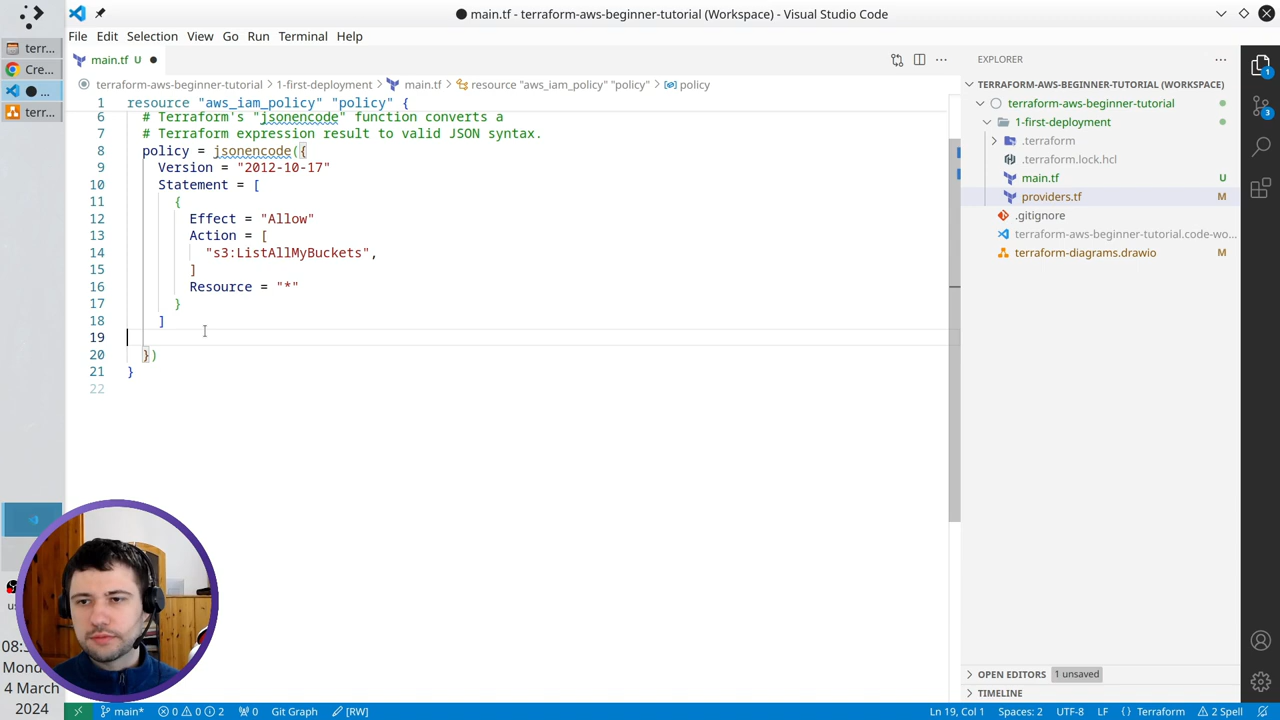 main.tf - terraform-aws-beginner-tutorial (Workspace) - Visual Studio Code
File Edit Selection View Go Run Terminal Help
terr...
Cre...
...
terr...
main.tf U
terraform-aws-beginner-tutorial > 1-first-deployment > main.tf > resource "aws_iam_policy" "policy" > policy
1 resource "aws_iam_policy" "policy" {
6 # Terraform's "jsonencode" function converts a
7 # Terraform expression result to valid JSON syntax.
8 policy = jsonencode({
9 Version = "2012-10-17"
10 Statement = [
11 {
12 Effect = "Allow"
13 Action = [
14 "s3:ListAllMyBuckets",
15 ]
16 Resource = "*"
17 }
18 ]
19
20 })
21 }
22
EXPLORER
TERRAFORM-AWS-BEGINNER-TUTORIAL (WORKSPACE)
terraform-aws-beginner-tutorial
1-first-deployment
.terraform
.terraform.lock.hcl
main.tf U
providers.tf M
.gitignore
terraform-aws-beginner-tutorial.code-wo...
terraform-diagrams.drawio M
OPEN EDITORS 1 unsaved
TIMELINE
1
3
08:
Mond
4 March
2024
main* 0 0 2 0 Git Graph [RW]
Ln 19, Col 1 Spaces: 2 UTF-8 LF {} Terraform 2 Spell